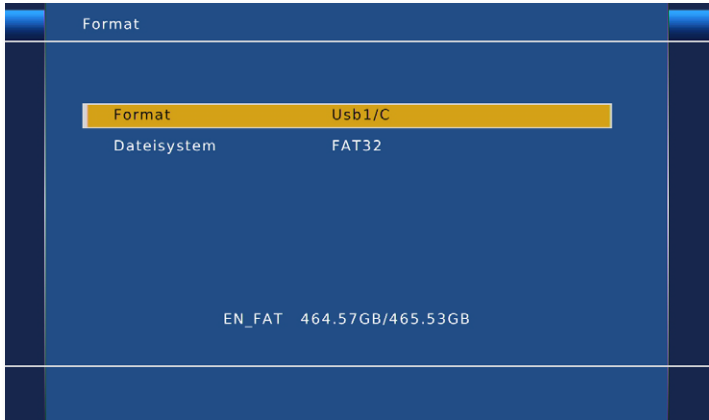 Format
Format Usb1/C
Dateisystem FAT32
EN_FAT 464.57GB/465.53GB